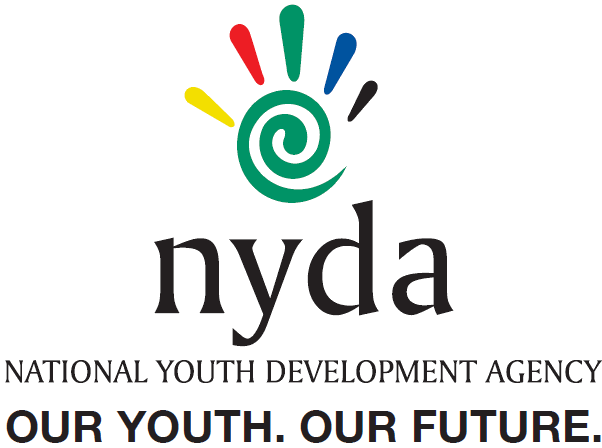 nyda
NATIONAL YOUTH DEVELOPMENT AGENCY
OUR YOUTH. OUR FUTURE.